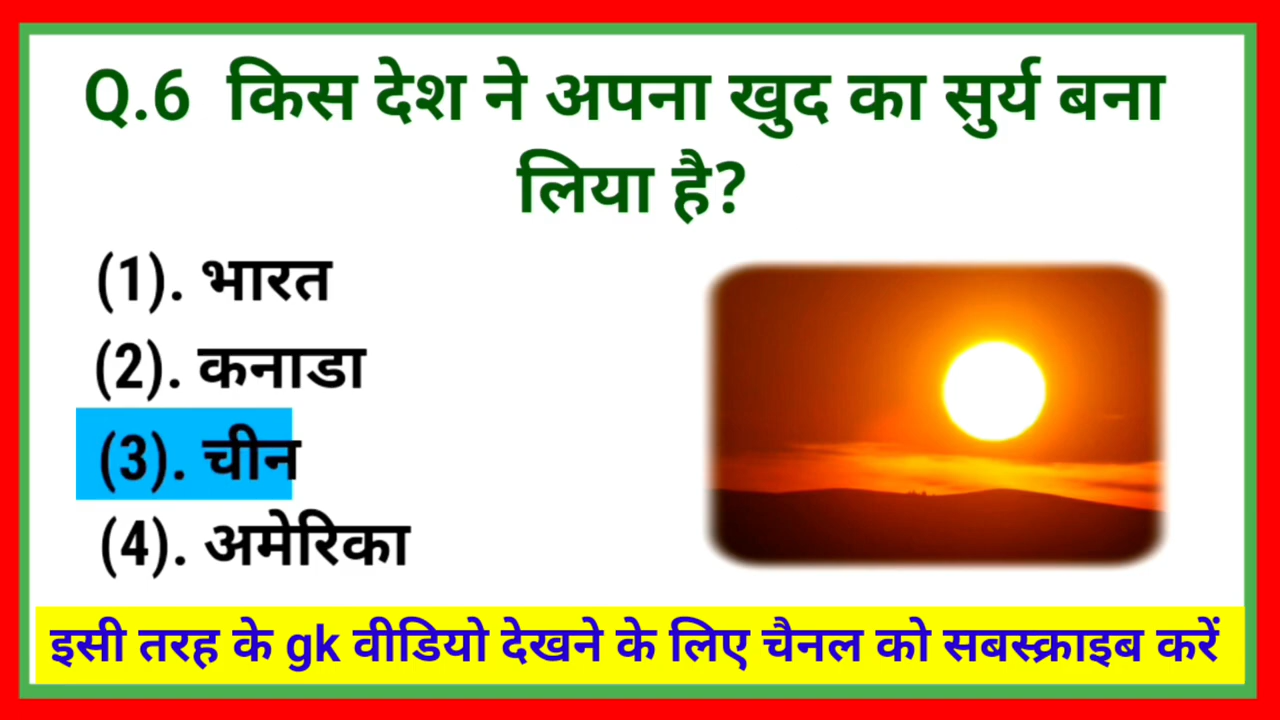 Q.6 किस देश ने अपना खुद का सुर्य बना
लिया है?
(1). भारत
(2). कनाडा
(3). चीन
(4). अमेरिका
इसी तरह के gk वीडियो देखने के लिए चैनल को सबस्क्राइब करें